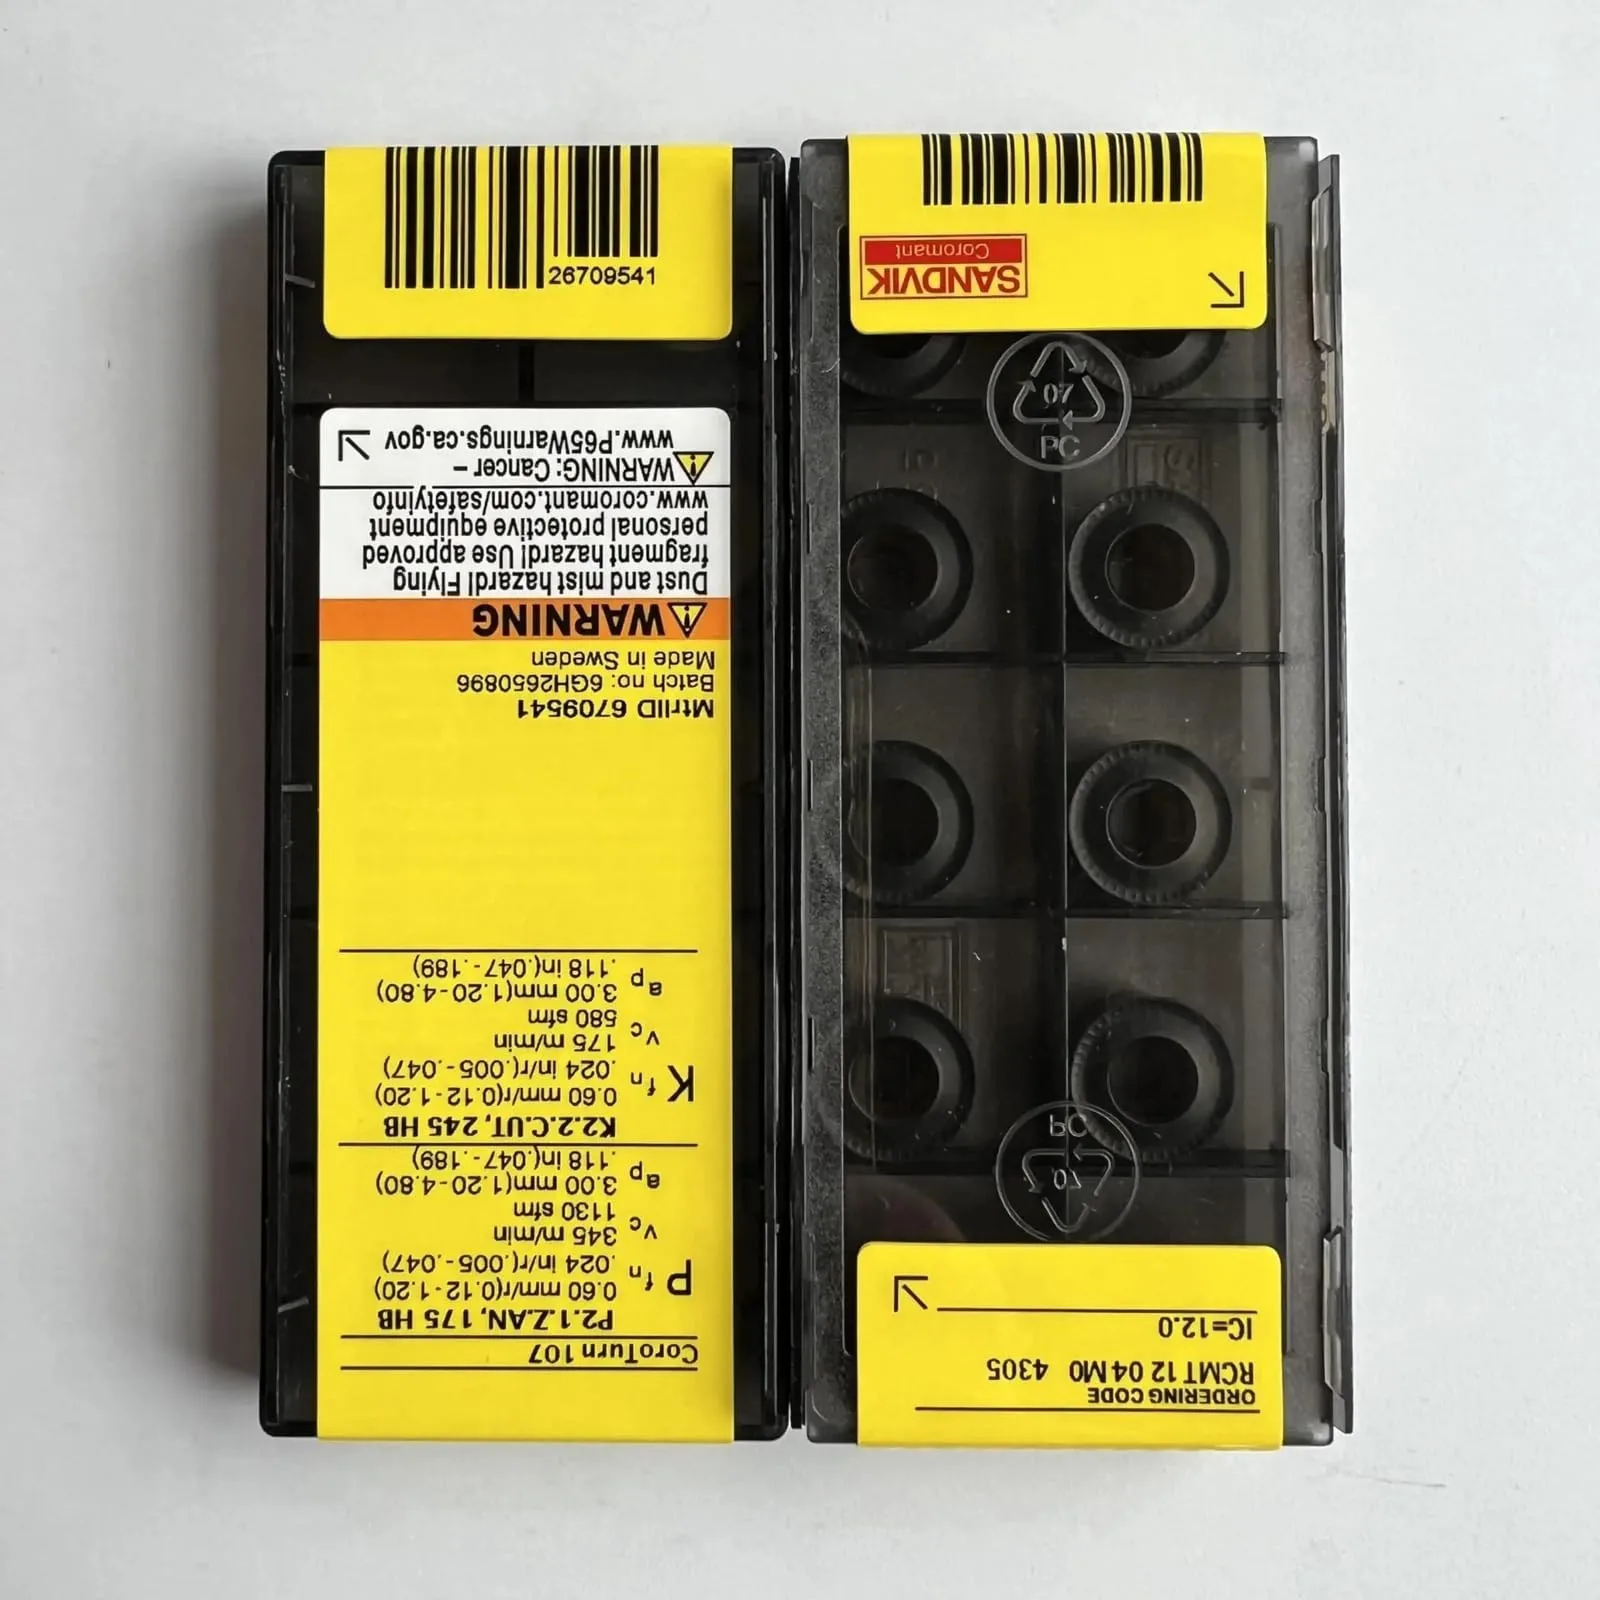 26709541
CoroTurn 107
P2.1.Z.AN, 175 HB
P fn 0.60 mm/r(0.12-1.20)
.024 in/r(.005-.047)
vc 345 m/min
1130 sfm
ap 3.00 mm(1.20-4.80)
.118 in(.047-.189)
K2.2.C.UT, 245 HB
K fn 0.60 mm/r(0.12-1.20)
.024 in/r(.005-.047)
vc 175 m/min
580 sfm
ap 3.00 mm(1.20-4.80)
.118 in(.047-.189)
MtrlID 6709541
Batch no: 6GH2650896
Made in Sweden
WARNING
Dust and mist hazard! Flying
fragment hazard! Use approved
personal protective equipment
www.coromant.com/safetyinfo
WARNING: Cancer –
www.P65Warnings.ca.gov
ORDERING CODE
RCMT 12 04 M0 4305
IC=12.0
07
PC
07
PC
SANDVIK
Coromant